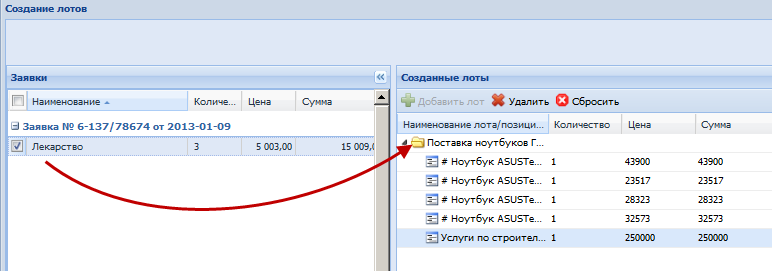 Создание лотов
Заявки
Наименование Количе... Цена Сумма
Заявка № 6-137/78674 от 2013-01-09
Лекарство 3 5 003,00 15 009,0
Созданные лоты
Добавить лот Удалить Сбросить
Наименование лота/позици... Количество Цена Сумма
Поставка ноутбуков Г...
# Ноутбук ASUSTe... 1 43900 43900
# Ноутбук ASUSTe... 1 23517 23517
# Ноутбук ASUSTe... 1 28323 28323
# Ноутбук ASUSTe... 1 32573 32573
Услуги по строител... 1 250000 250000